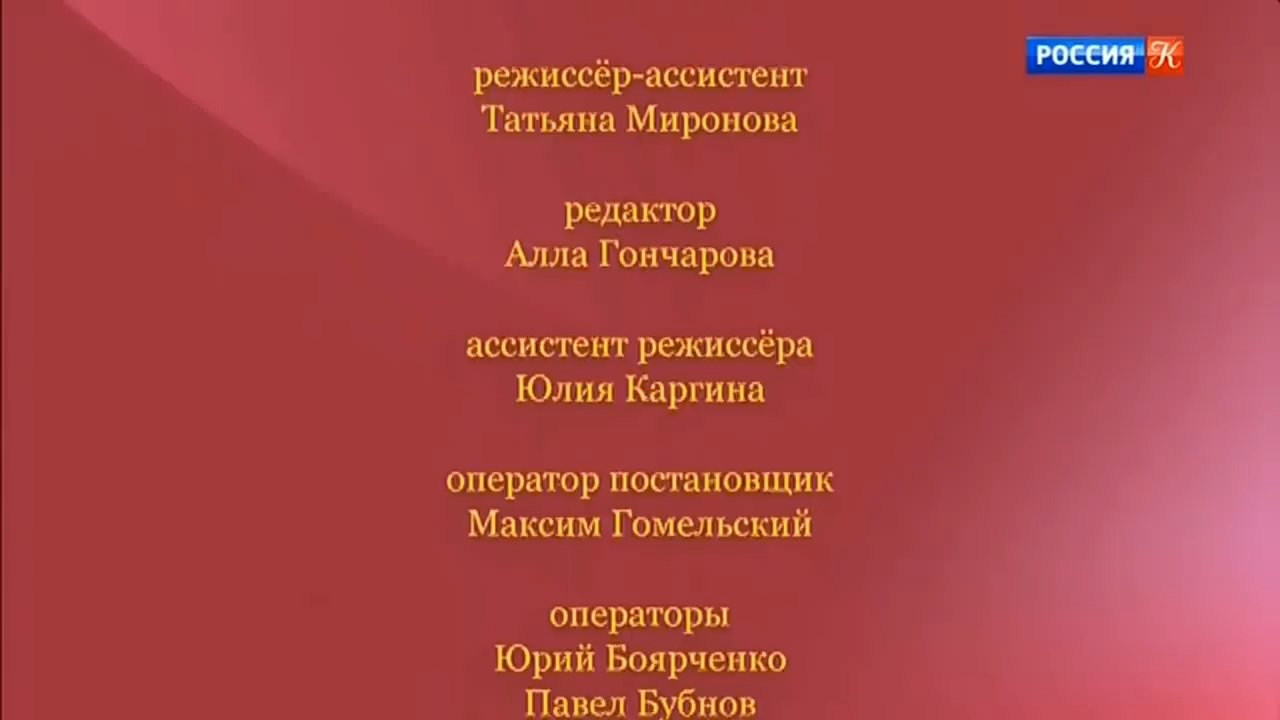 РОССИЯ К
режиссёр-ассистент
Татьяна Миронова
редактор
Алла Гончарова
ассистент режиссёра
Юлия Каргина
оператор постановщик
Максим Гомельский
операторы
Юрий Боярченко
Павел Бубнов